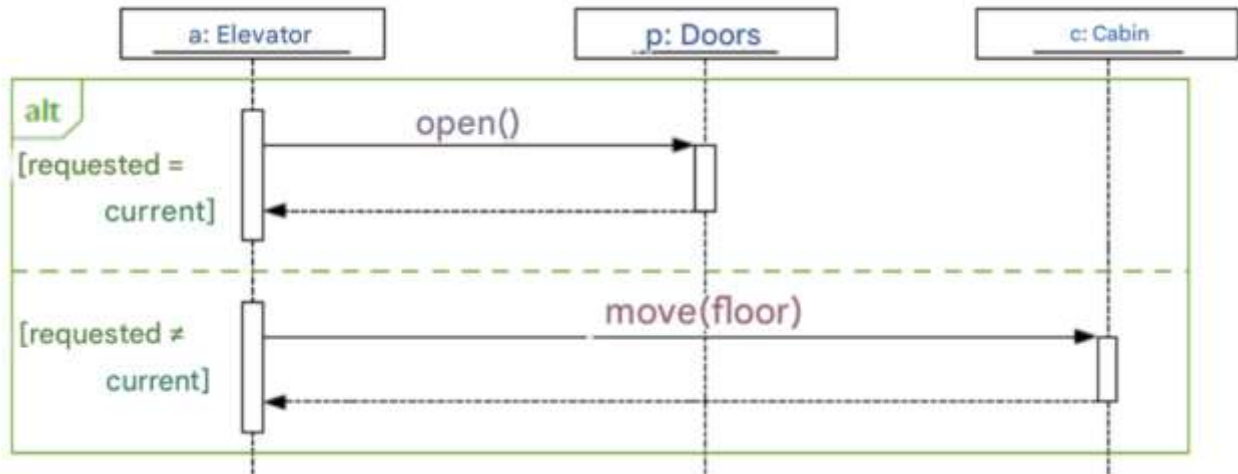 a: Elevator
p: Doors
c: Cabin
alt
open()
[requested =
current]
move(floor)
[requested ≠
current]